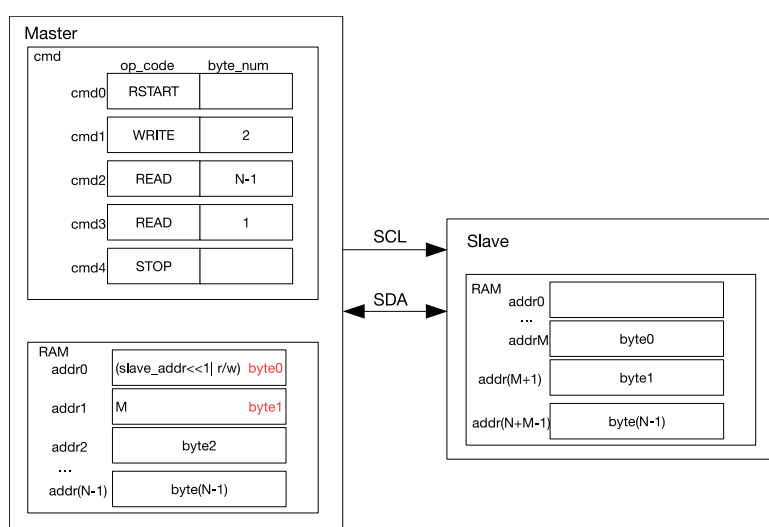 Master
cmd
op_code byte_num
cmd0 RSTART
cmd1 WRITE 2
cmd2 READ N-1
cmd3 READ 1
cmd4 STOP
RAM
addr0 (slave_addr<<1| r/w) byte0
addr1 M byte1
addr2 byte2
...
addr(N-1) byte(N-1)
SCL
SDA
Slave
RAM
addr0
...
addrM byte0
addr(M+1) byte1
addr(N+M-1) byte(N-1)